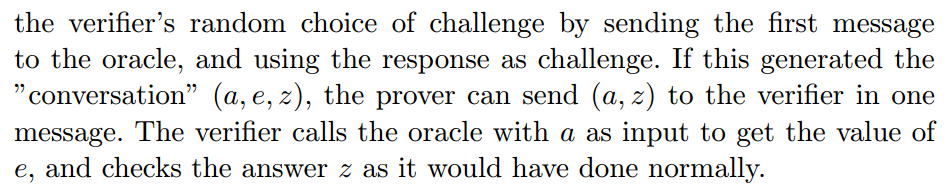 the verifier's random choice of challenge by sending the first message
to the oracle, and using the response as challenge. If this generated the
"conversation" (a, e, z), the prover can send (a, z) to the verifier in one
message. The verifier calls the oracle with a as input to get the value of
e, and checks the answer z as it would have done normally.